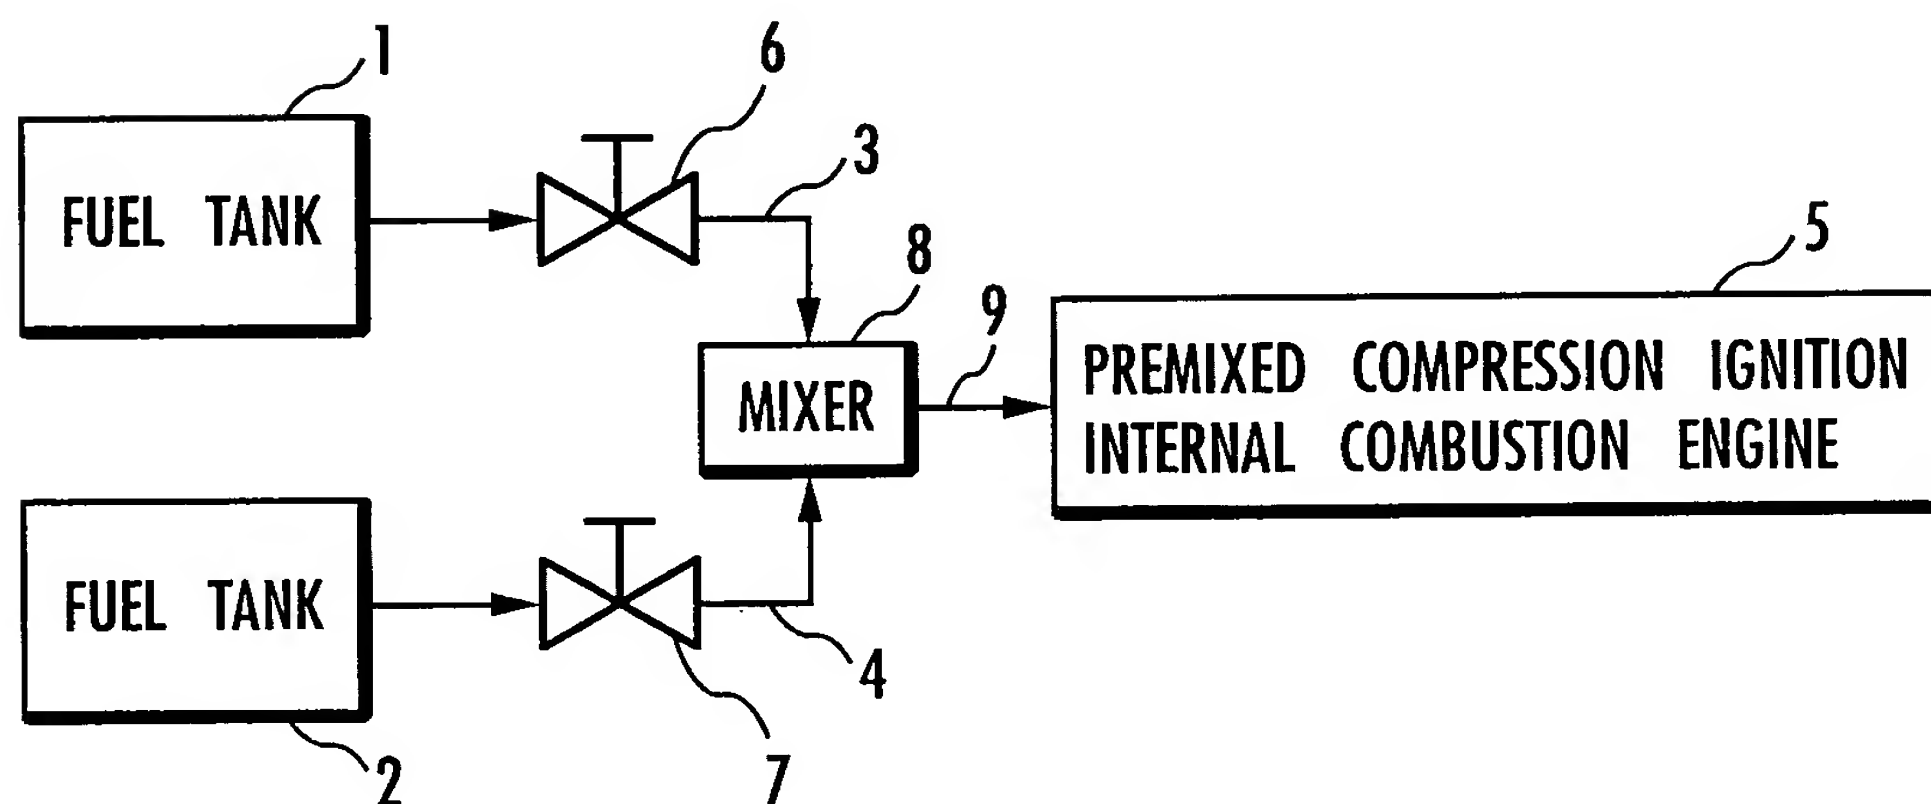 1
6
3
FUEL TANK
5
8
9
PREMIXED COMPRESSION IGNITION
INTERNAL COMBUSTION ENGINE
MIXER
FUEL TANK
4
2
7